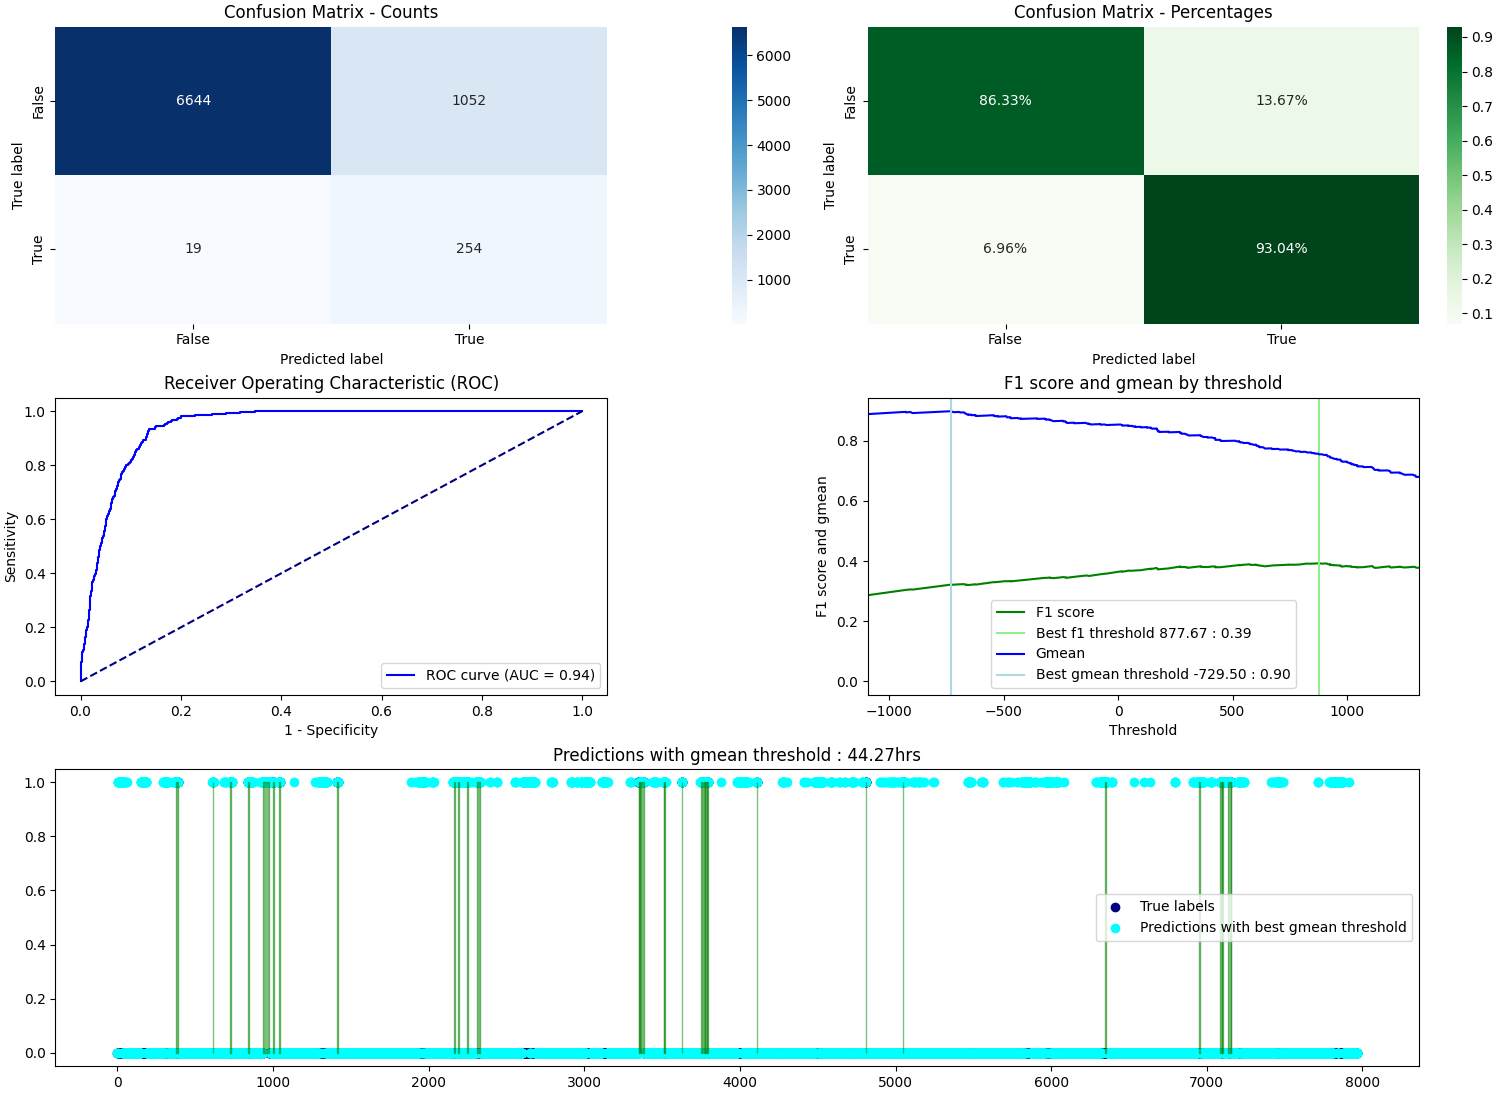 Confusion Matrix - Counts
True label
False
True
6644
1052
19
254
False
True
Predicted label
6000
5000
4000
3000
2000
1000
Confusion Matrix - Percentages
True label
False
True
86.33%
13.67%
6.96%
93.04%
False
True
Predicted label
0.9
0.8
0.7
0.6
0.5
0.4
0.3
0.2
0.1
Receiver Operating Characteristic (ROC)
Sensitivity
1.0
0.8
0.6
0.4
0.2
0.0
ROC curve (AUC = 0.94)
0.0
0.2
0.4
0.6
0.8
1.0
1 - Specificity
F1 score and gmean by threshold
F1 score and gmean
0.8
0.6
0.4
0.2
0.0
F1 score
Best f1 threshold 877.67 : 0.39
Gmean
Best gmean threshold -729.50 : 0.90
−1000
−500
0
500
1000
Threshold
Predictions with gmean threshold : 44.27hrs
1.0
0.8
0.6
0.4
0.2
0.0
True labels
Predictions with best gmean threshold
0
1000
2000
3000
4000
5000
6000
7000
8000